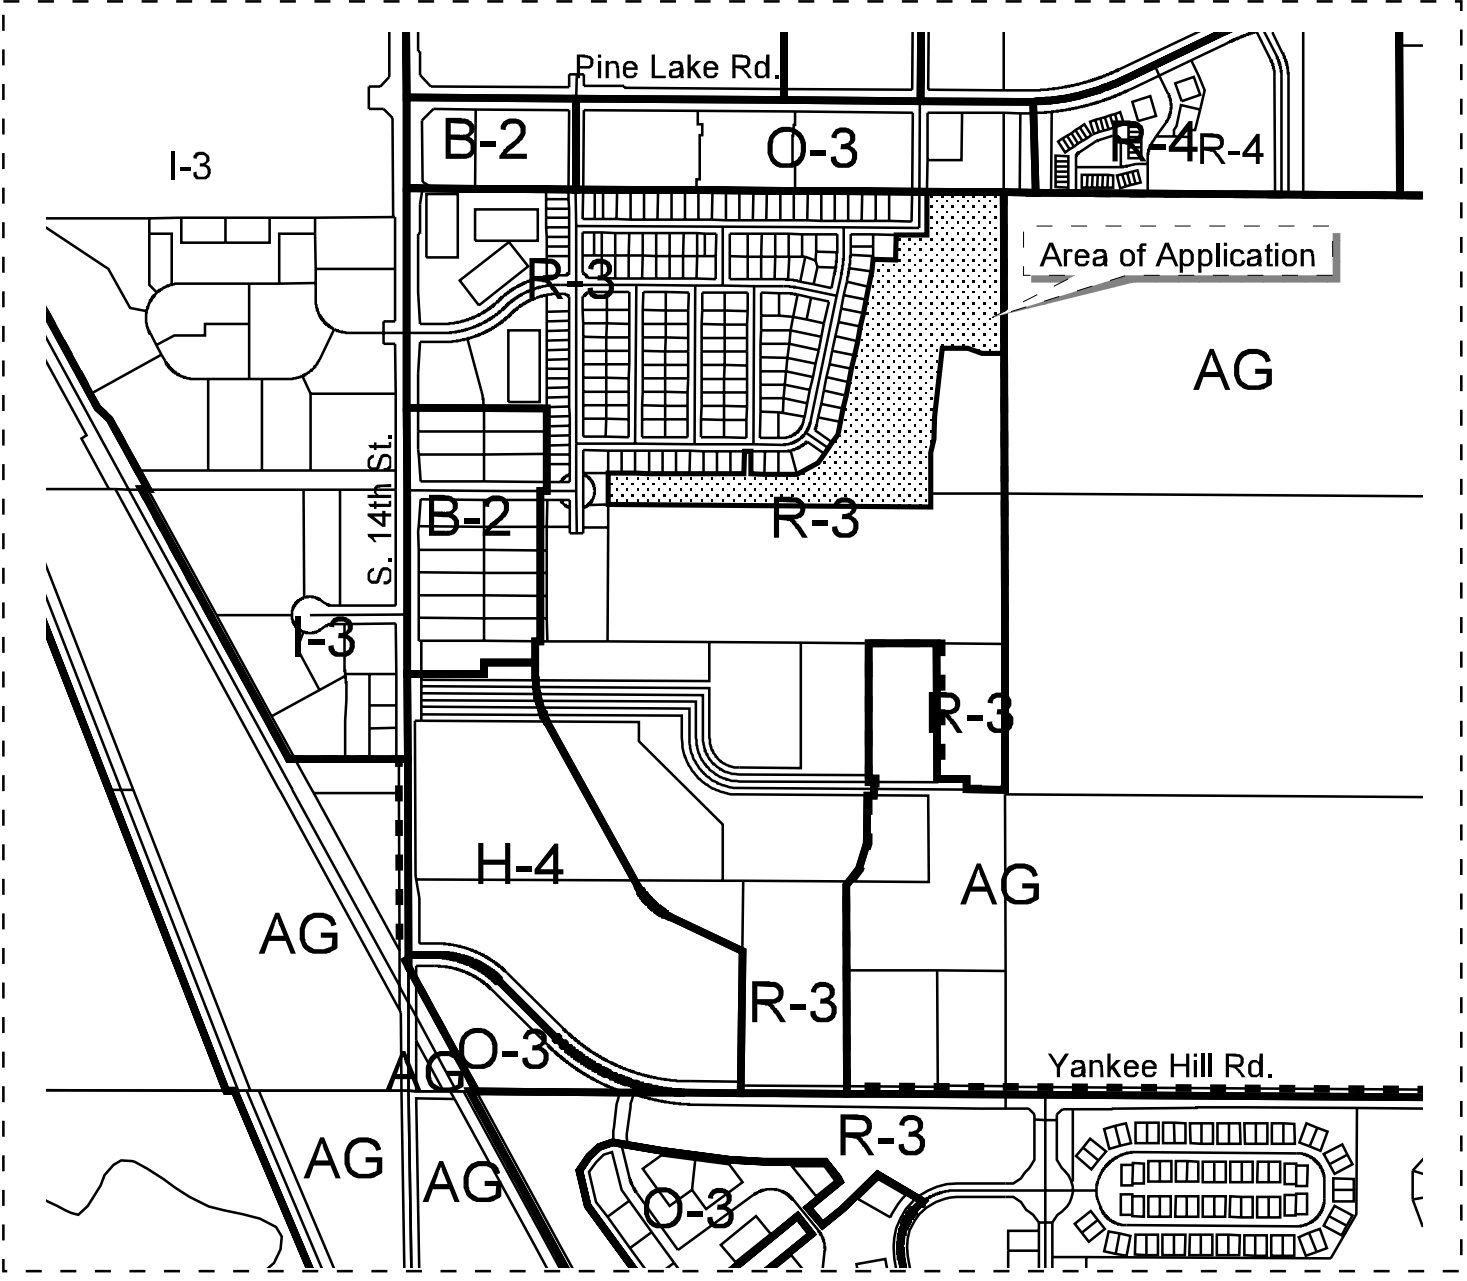 Pine Lake Rd.
B-2
O-3
R-4
R-4
I-3
Area of Application
R-3
AG
S. 14th St.
B-2
R-3
I-3
R-3
H-4
AG
AG
R-3
O-3
AG
Yankee Hill Rd.
R-3
AG
AG
O-3